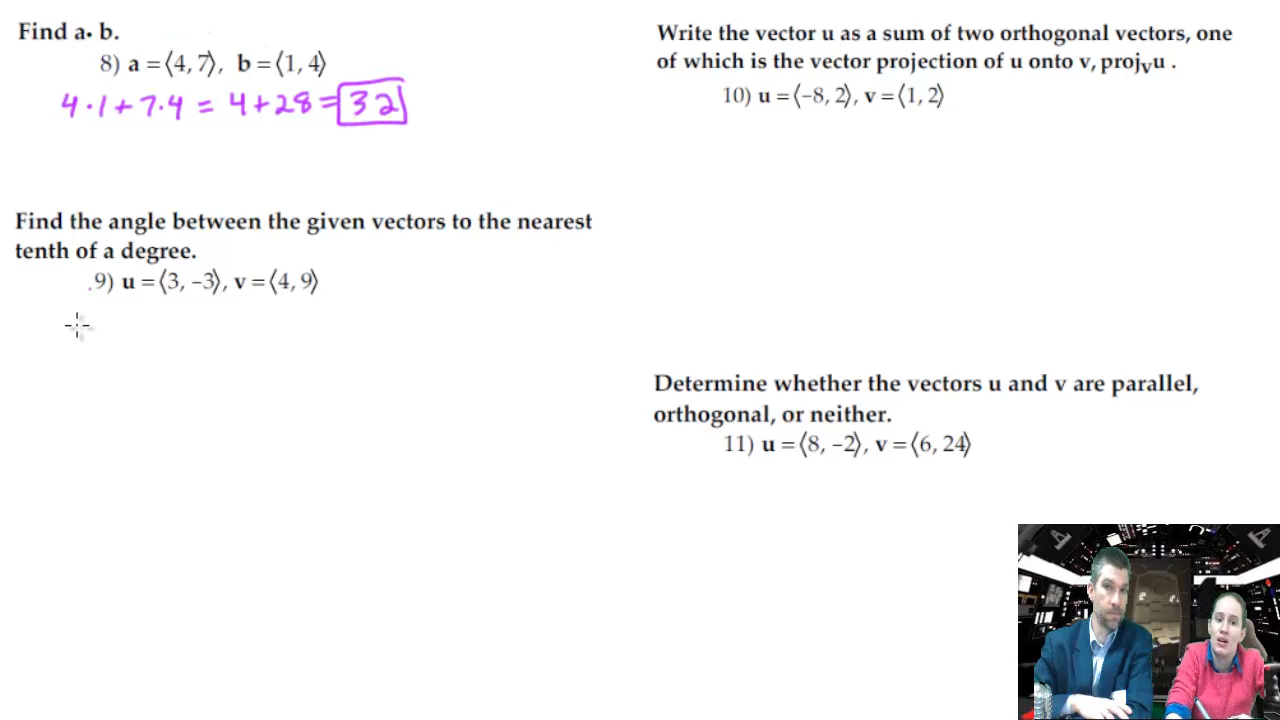 Find a• b.
8) a = ⟨4, 7⟩, b = ⟨1, 4⟩
4 · 1 + 7 · 4 = 4 + 28 = 32
Find the angle between the given vectors to the nearest
tenth of a degree.
.9) u = ⟨3, −3⟩, v = ⟨4, 9⟩
Write the vector u as a sum of two orthogonal vectors, one
of which is the vector projection of u onto v, projᵥu .
10) u = ⟨−8, 2⟩, v = ⟨1, 2⟩
Determine whether the vectors u and v are parallel,
orthogonal, or neither.
11) u = ⟨8, −2⟩, v = ⟨6, 24⟩